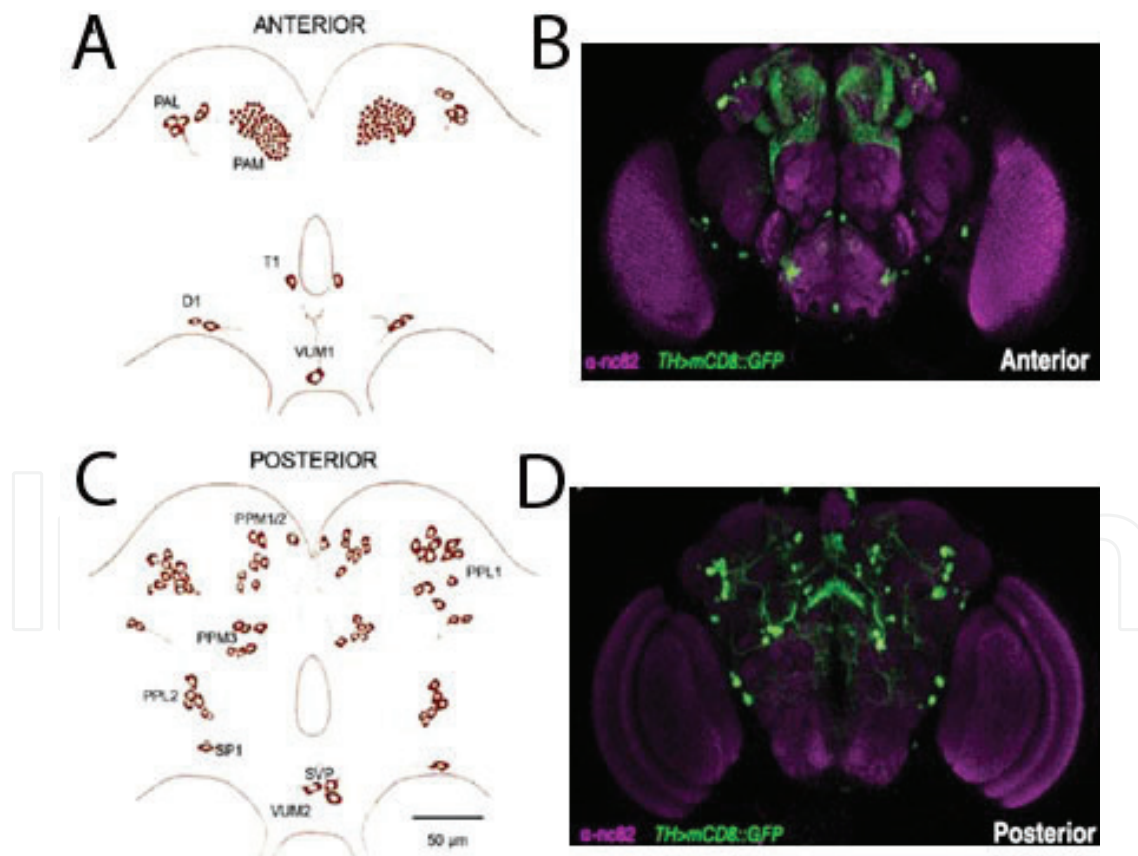 A
ANTERIOR
PAL
PAM
T1
D1
VUM1
B
α-nc82 TH>mCD8::GFP Anterior
C
POSTERIOR
PPM1/2
PPL1
PPM3
PPL2
SP1
SVP
VUM2
50 µm
D
α-nc82 TH>mCD8::GFP Posterior